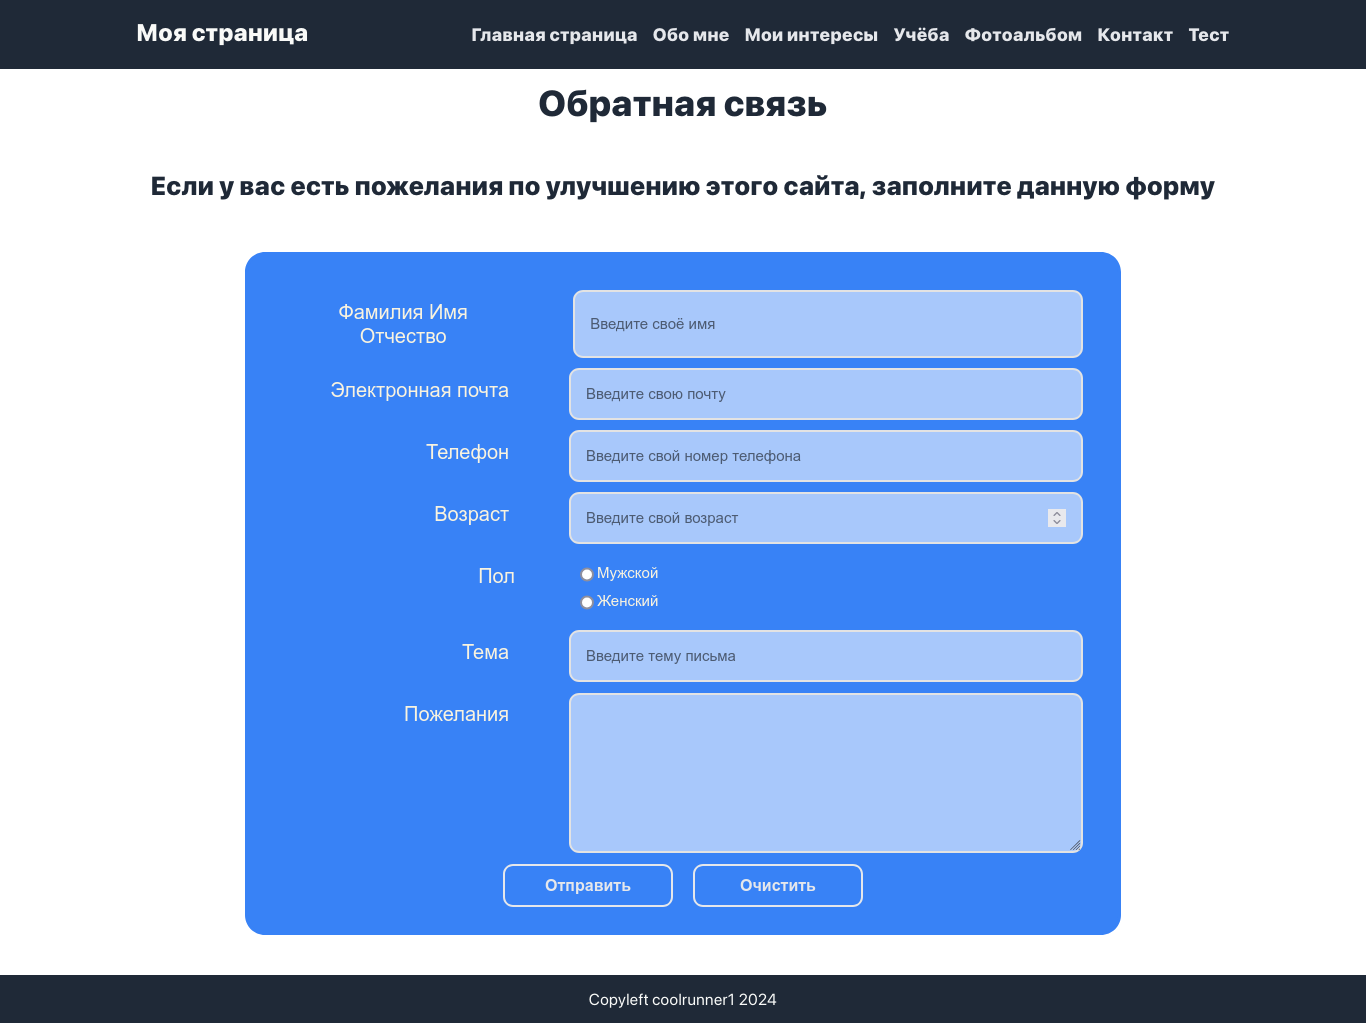 Моя страница
Главная страница Обо мне Мои интересы Учёба Фотоальбом Контакт Тест
Обратная связь
Если у вас есть пожелания по улучшению этого сайта, заполните данную форму
Фамилия Имя
Отчество
Введите своё имя
Электронная почта
Введите свою почту
Телефон
Введите свой номер телефона
Возраст
Введите свой возраст
Пол
Мужской
Женский
Тема
Введите тему письма
Пожелания
Отправить
Очистить
Copyleft coolrunner1 2024